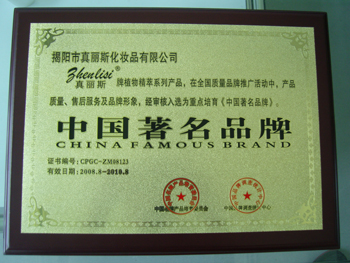 揭阳市真丽斯化妆品有限公司
Zhenlisi
真丽斯
牌植物精萃系列产品，在全国质量品牌推广活动中，产品
质量、售后服务及品牌形象，经审核入选为重点培育《中国著名品牌》。
中国著名品牌
CHINA FAMOUS BRAND
证书编号：CPGC-ZM08123
有效日期：2008.8-2010.8